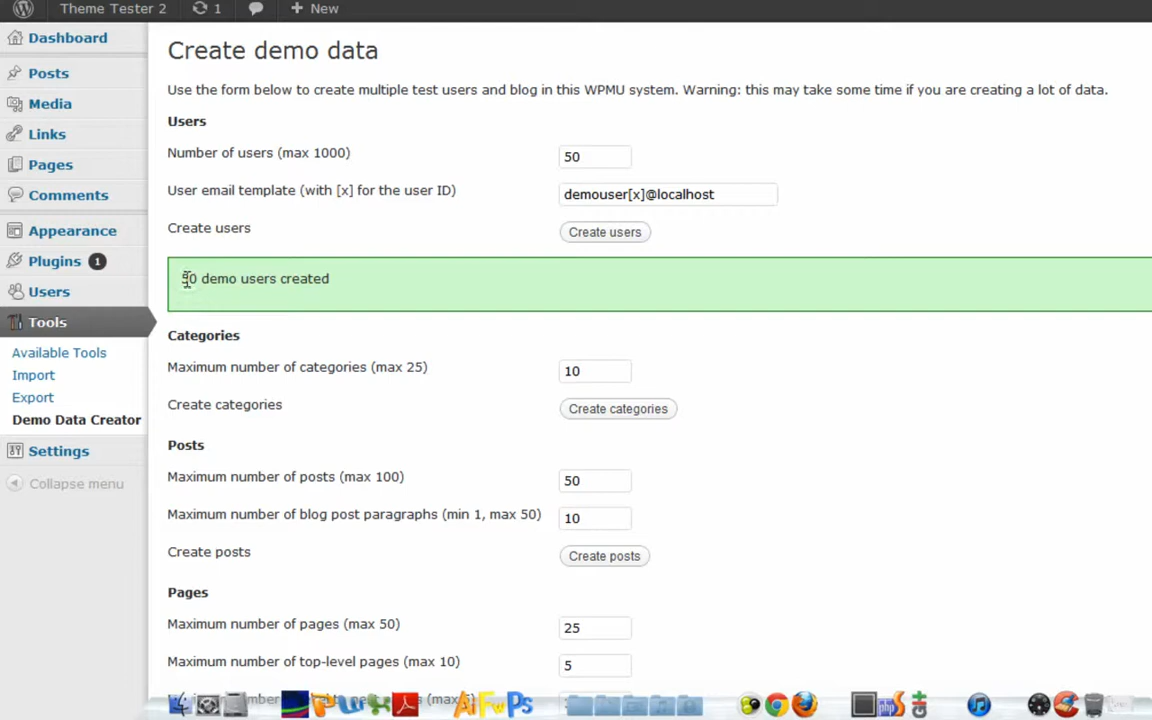 Theme Tester 2
1
New
Dashboard
Posts
Media
Links
Pages
Comments
Appearance
Plugins 1
Users
Tools
Available Tools
Import
Export
Demo Data Creator
Settings
Collapse menu
Create demo data
Use the form below to create multiple test users and blog in this WPMU system. Warning: this may take some time if you are creating a lot of data.
Users
Number of users (max 1000) 50
User email template (with [x] for the user ID) demouser[x]@localhost
Create users Create users
50 demo users created
Categories
Maximum number of categories (max 25) 10
Create categories Create categories
Posts
Maximum number of posts (max 100) 50
Maximum number of blog post paragraphs (min 1, max 50) 10
Create posts Create posts
Pages
Maximum number of pages (max 50) 25
Maximum number of top-level pages (max 10) 5
Ai Fw Ps
php